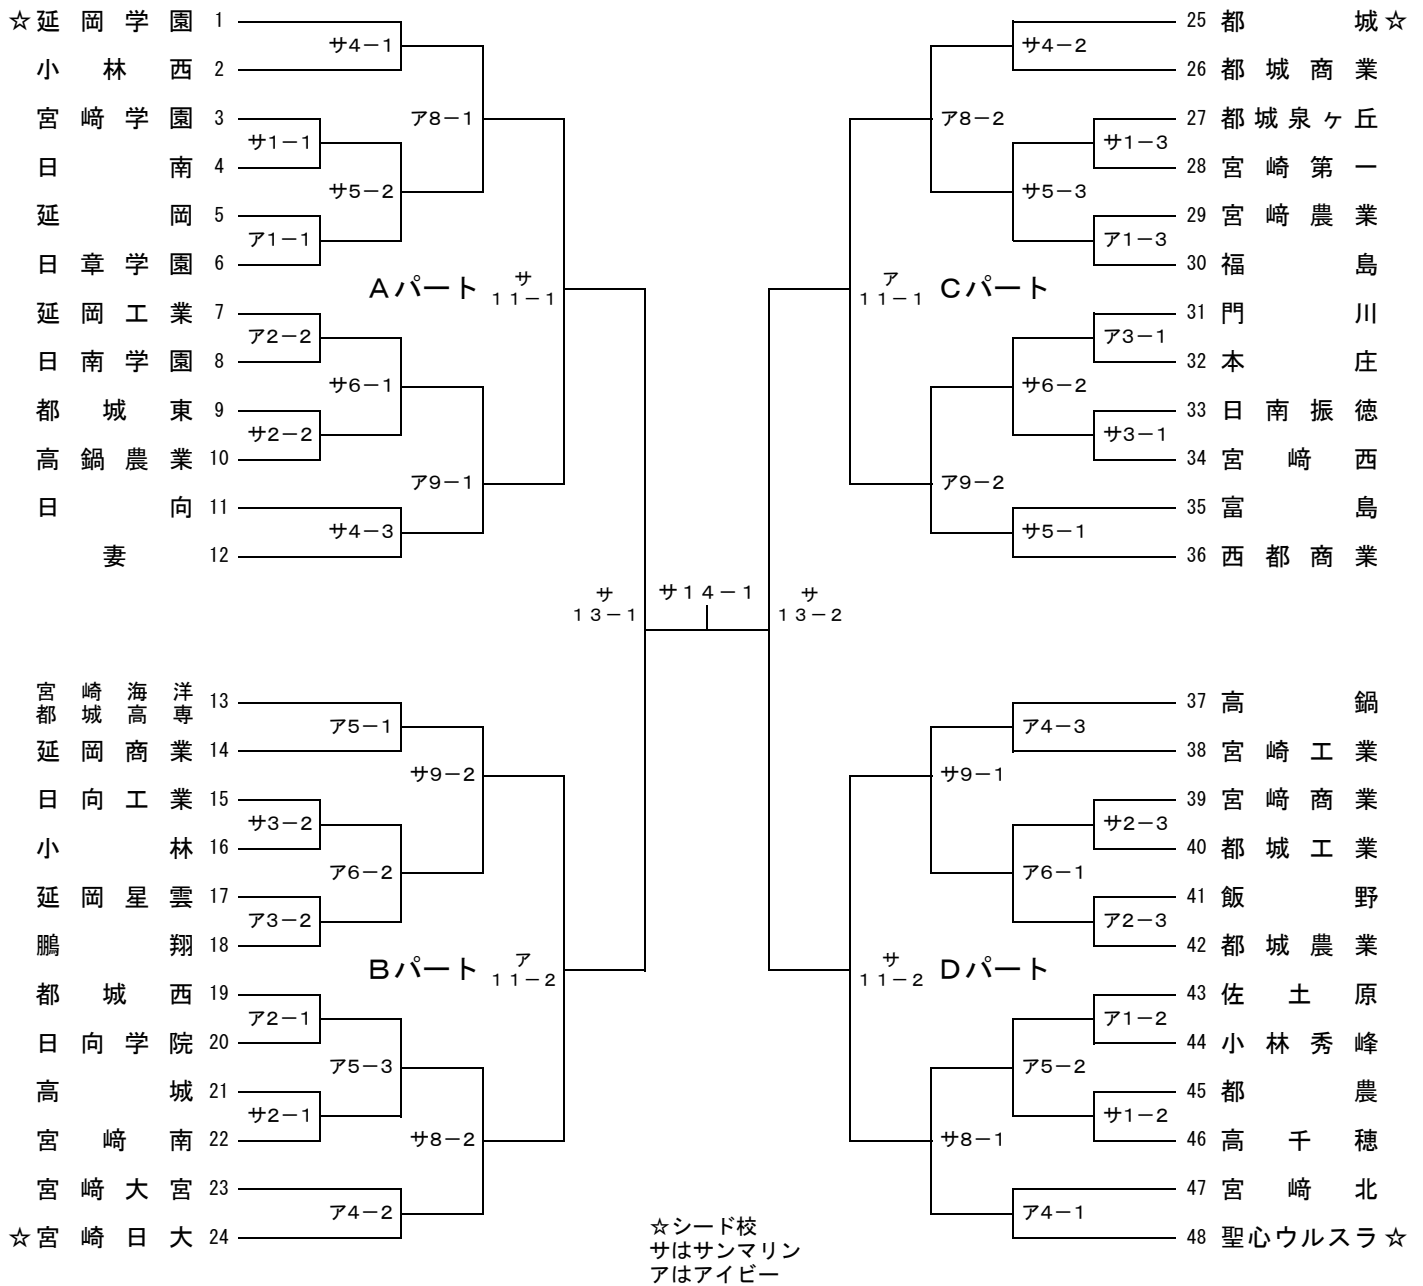 ☆延岡学園 1
サ4－1
小林西 2
宮﨑学園 3
サ1－1
日南 4
ア8－1
サ5－2
延岡 5
ア1－1
日章学園 6
Aパート
サ
11－1
延岡工業 7
ア2－2
日南学園 8
サ6－1
都城東 9
サ2－2
高鍋農業 10
ア9－1
日向 11
サ4－3
妻 12
サ
13－1
サ14－1
宮崎海洋
都城高専 13
ア5－1
延岡商業 14
サ9－2
日向工業 15
サ3－2
小林 16
ア6－2
延岡星雲 17
ア3－2
鵬翔 18
Bパート
ア
11－2
都城西 19
ア2－1
日向学院 20
ア5－3
高城 21
サ2－1
宮﨑南 22
サ8－2
宮﨑大宮 23
ア4－2
☆宮崎日大 24
25 都城☆
サ4－2
26 都城商業
ア8－2
27 都城泉ヶ丘
サ1－3
28 宮崎第一
サ5－3
29 宮﨑農業
ア1－3
30 福島
ア
11－1
Cパート
31 門川
ア3－1
32 本庄
サ6－2
33 日南振徳
サ3－1
34 宮﨑西
ア9－2
35 富島
サ5－1
36 西都商業
サ
13－2
37 高鍋
ア4－3
38 宮崎工業
サ9－1
39 宮﨑商業
サ2－3
40 都城工業
ア6－1
41 飯野
ア2－3
42 都城農業
サ
11－2
Dパート
43 佐土原
ア1－2
44 小林秀峰
ア5－2
45 都農
サ1－2
46 高千穂
サ8－1
47 宮﨑北
ア4－1
48 聖心ウルスラ☆
☆シード校
サはサンマリン
アはアイビー